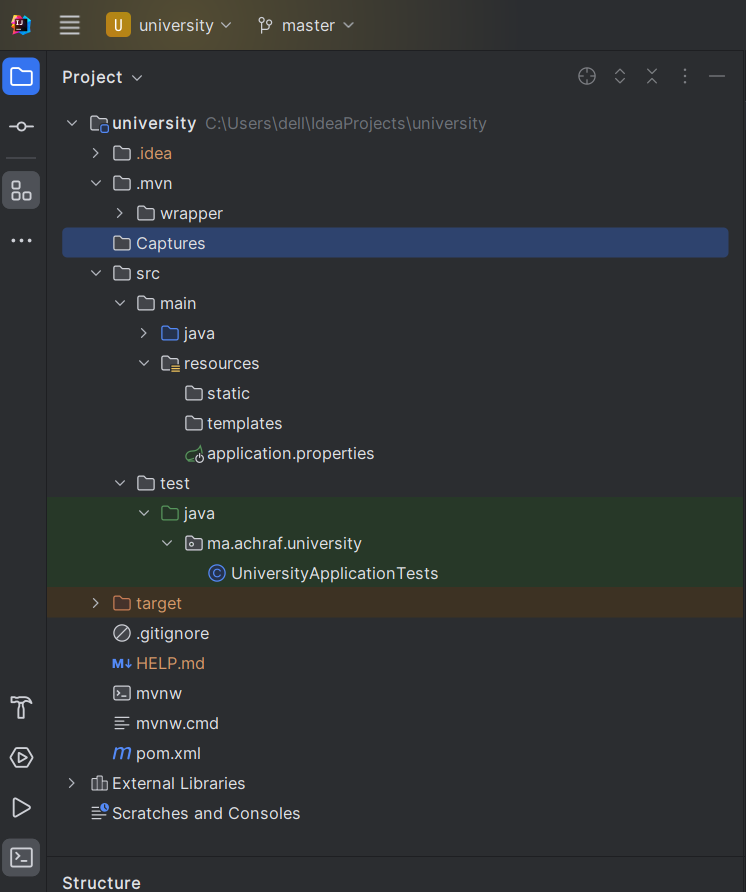 U university master
Project
university C:\Users\dell\IdeaProjects\university
.idea
.mvn
wrapper
Captures
src
main
java
resources
static
templates
application.properties
test
java
ma.achraf.university
C UniversityApplicationTests
target
.gitignore
M↓ HELP.md
mvnw
mvnw.cmd
m pom.xml
External Libraries
Scratches and Consoles
Structure